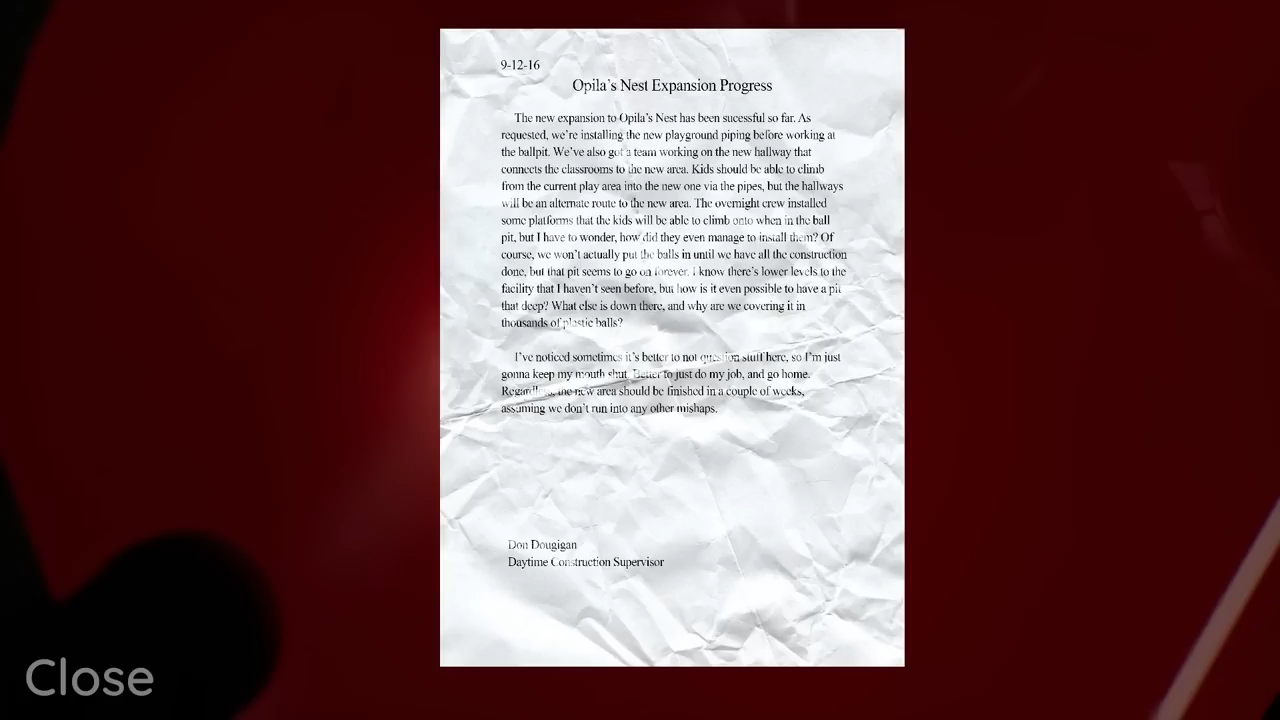 9-12-16
Opila's Nest Expansion Progress
The new expansion to Opila's Nest has been sucessful so far. As
requested, we're installing the new playground piping before working at
the ballpit. We've also got a team working on the new hallway that
connects the classrooms to the new area. Kids should be able to climb
from the current play area into the new one via the pipes, but the hallways
will be an alternate route to the new area. The overnight crew installed
some platforms that the kids will be able to climb onto when in the ball
pit, but I have to wonder, how did they even manage to install them? Of
course, we won't actually put the balls in until we have all the construction
done, but that pit seems to go on forever. I know there's lower levels to the
facility that I haven't seen before, but how is it even possible to have a pit
that deep? What else is down there, and why are we covering it in
thousands of plastic balls?
I've noticed sometimes it's better to not question stuff here, so I'm just
gonna keep my mouth shut. Better to just do my job, and go home.
Regardless, the new area should be finished in a couple of weeks,
assuming we don't run into any other mishaps.
Don Dougigan
Daytime Construction Supervisor
Close